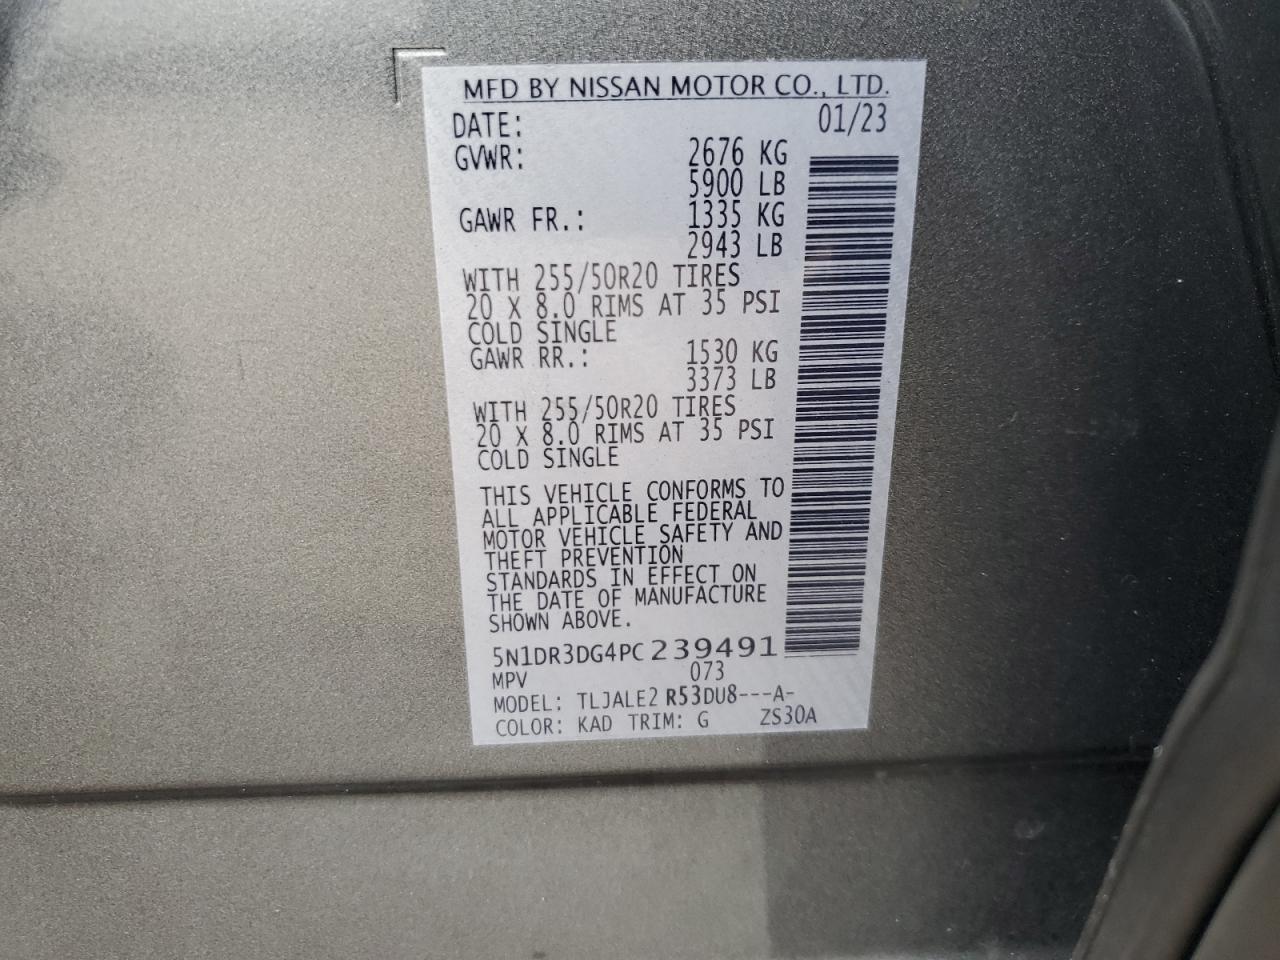 MFD BY NISSAN MOTOR CO., LTD.
DATE: 01/23
GVWR: 2676 KG
5900 LB
GAWR FR.: 1335 KG
2943 LB
WITH 255/50R20 TIRES
20 X 8.0 RIMS AT 35 PSI
COLD SINGLE
GAWR RR.: 1530 KG
3373 LB
WITH 255/50R20 TIRES
20 X 8.0 RIMS AT 35 PSI
COLD SINGLE
THIS VEHICLE CONFORMS TO
ALL APPLICABLE FEDERAL
MOTOR VEHICLE SAFETY AND
THEFT PREVENTION
STANDARDS IN EFFECT ON
THE DATE OF MANUFACTURE
SHOWN ABOVE.
5N1DR3DG4PC239491
MPV 073
MODEL: TLJALE2 R53DU8---A-
COLOR: KAD TRIM: G ZS30A